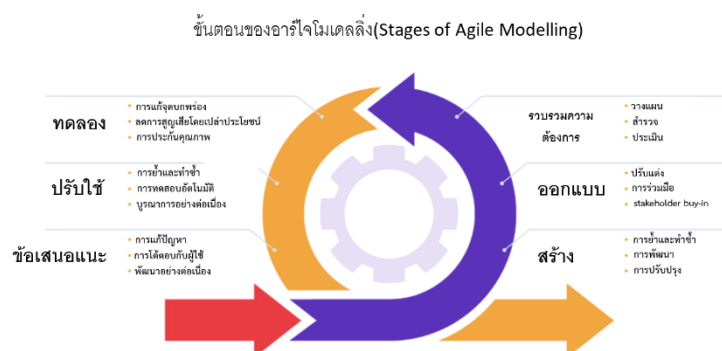 ขั้นตอนของอาร์ไจโมเดลลิ่ง(Stages of Agile Modelling)
ทดลอง
• การแก้จุดบกพร่อง
• ลดการสูญเสียโดยเปล่าประโยชน์
• การประกันคุณภาพ
ปรับใช้
• การย้ำและทำซ้ำ
• การทดสอบอัตโนมัติ
• บูรณาการอย่างต่อเนื่อง
ข้อเสนอแนะ
• การแก้ปัญหา
• การโต้ตอบกับผู้ใช้
• พัฒนาอย่างต่อเนื่อง
รวบรวมความ
ต้องการ
• วางแผน
• สำรวจ
• ประเมิน
ออกแบบ
• ปรับแต่ง
• การร่วมมือ
• stakeholder buy-in
สร้าง
• การย้ำและทำซ้ำ
• การพัฒนา
• การปรับปรุง